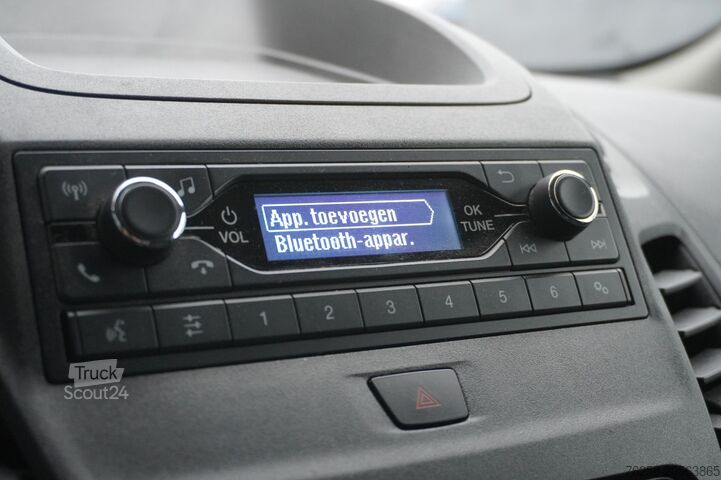 App. toevoegen
Bluetooth-appar.
VOL
OK
TUNE
1 2 3 4 5 6
Truck
Scout24